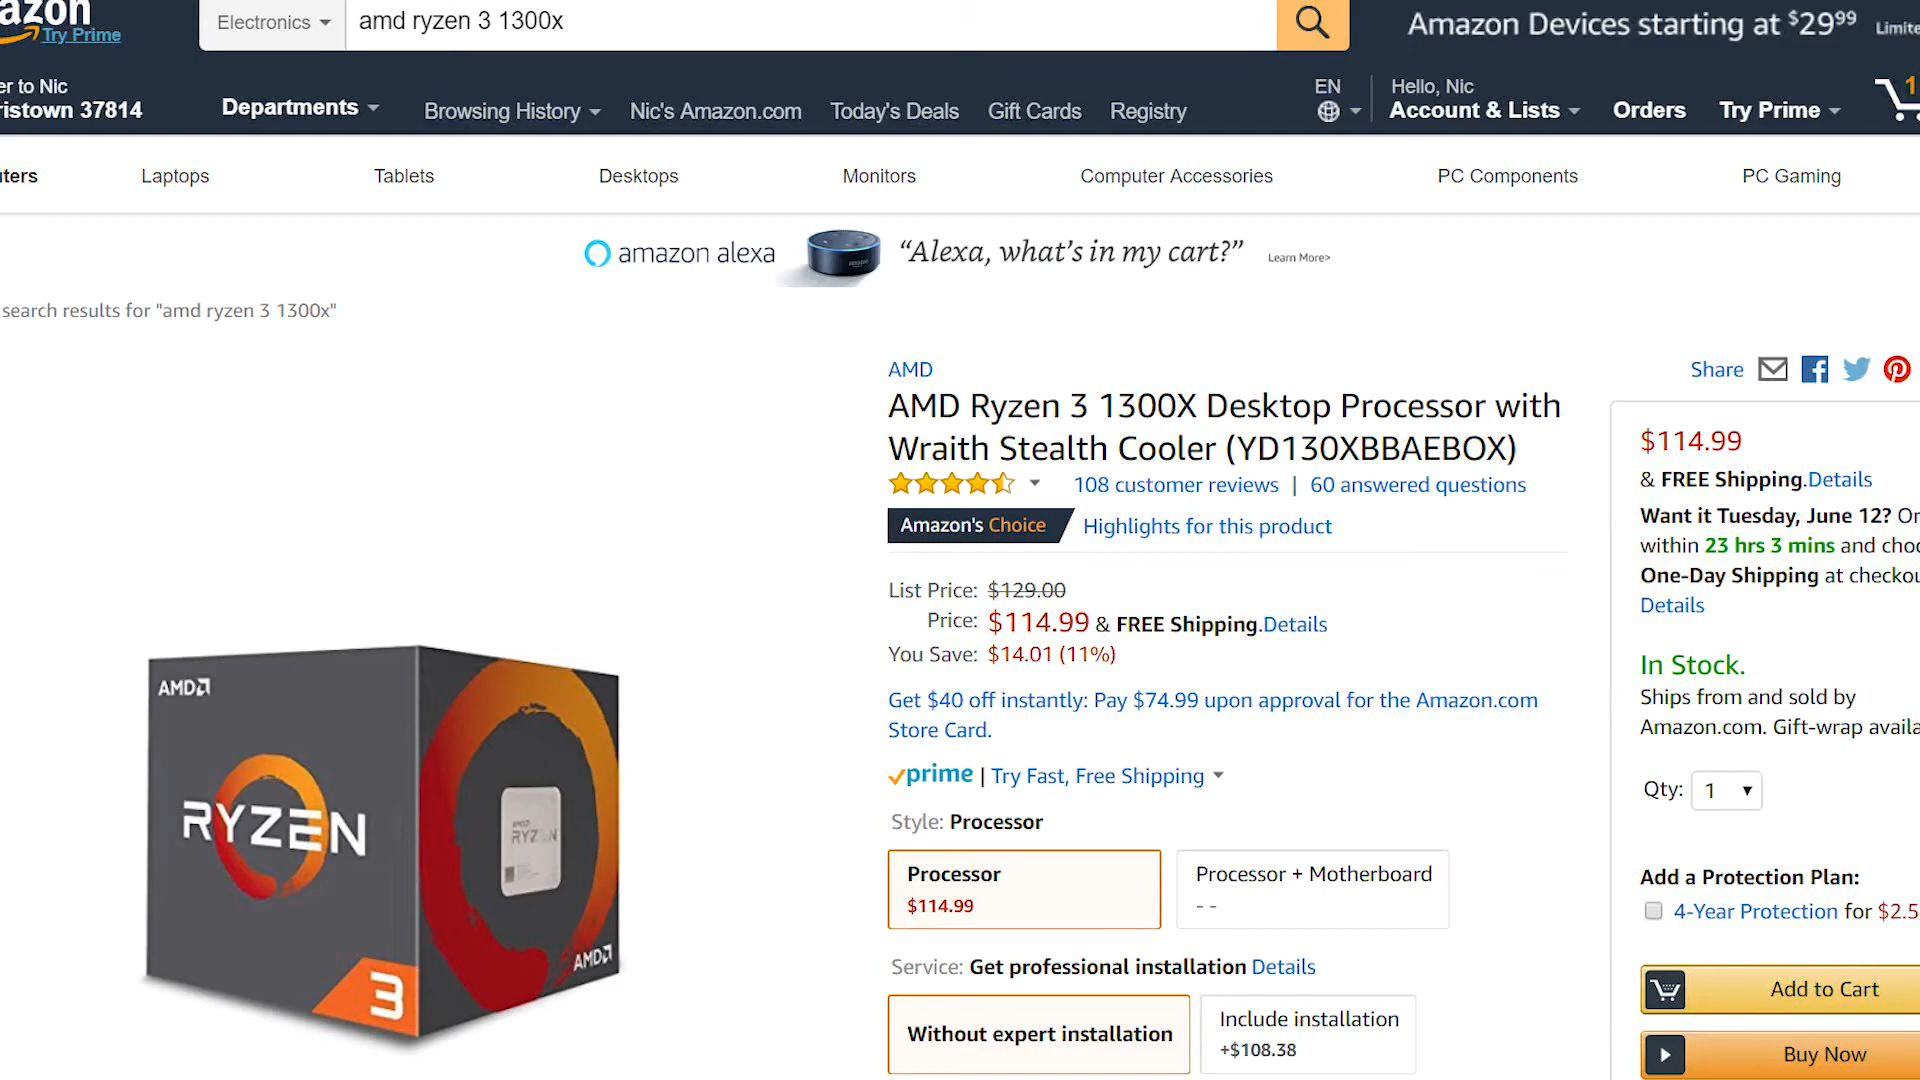 azon
Try Prime
Electronics
amd ryzen 3 1300x
Amazon Devices starting at $29⁹⁹ Limite
er to Nic
ristown 37814
Departments
Browsing History
Nic's Amazon.com
Today's Deals
Gift Cards
Registry
EN
Hello, Nic
Account & Lists
Orders
Try Prime
1
iters
Laptops
Tablets
Desktops
Monitors
Computer Accessories
PC Components
PC Gaming
amazon alexa
“Alexa, what’s in my cart?”
Learn More>
search results for "amd ryzen 3 1300x"
AMD
AMD Ryzen 3 1300X Desktop Processor with
Wraith Stealth Cooler (YD130XBBAEBOX)
108 customer reviews | 60 answered questions
Amazon's Choice
Highlights for this product
List Price: $129.00
Price: $114.99 & FREE Shipping. Details
You Save: $14.01 (11%)
Get $40 off instantly: Pay $74.99 upon approval for the Amazon.com
Store Card.
prime | Try Fast, Free Shipping
Style: Processor
Processor
$114.99
Processor + Motherboard
- -
Service: Get professional installation Details
Without expert installation
Include installation
+$108.38
AMD
RYZEN
3
AMD
RYZEN
AMD
Share
$114.99
& FREE Shipping. Details
Want it Tuesday, June 12? Or
within 23 hrs 3 mins and choo
One-Day Shipping at checkou
Details
In Stock.
Ships from and sold by
Amazon.com. Gift-wrap availa
Qty: 1
Add a Protection Plan:
4-Year Protection for $2.5
Add to Cart
Buy Now